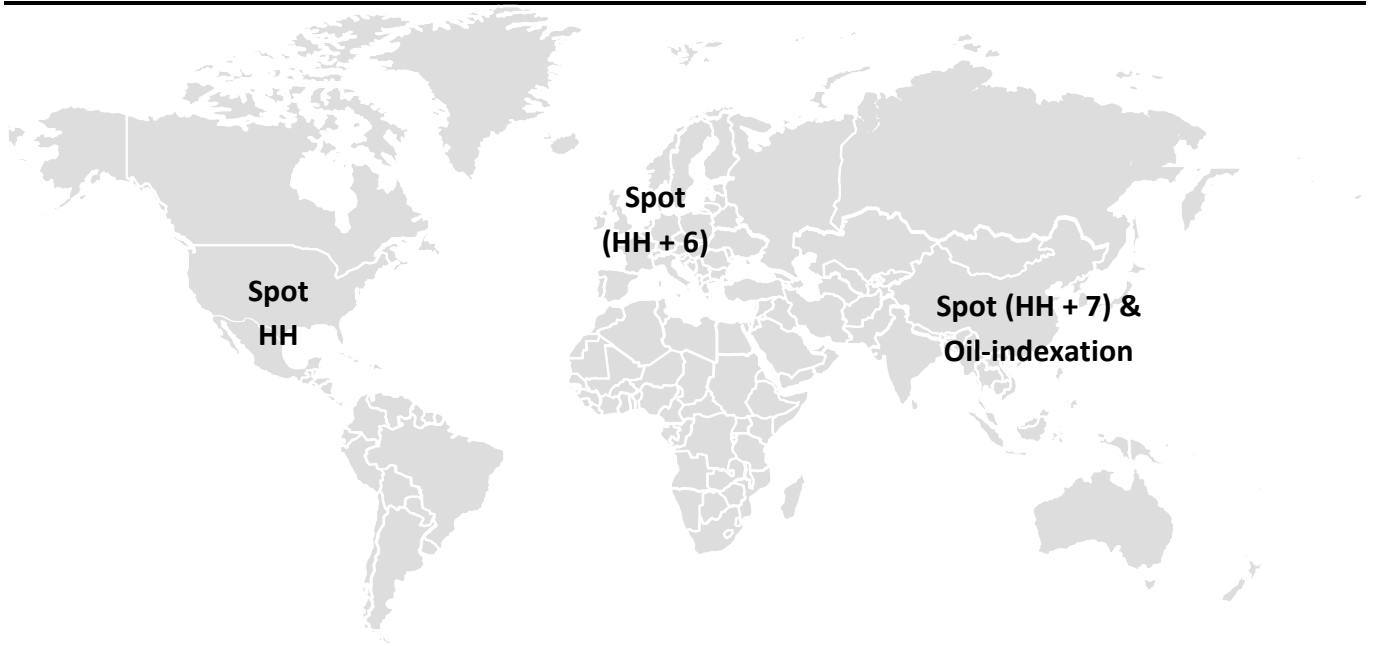 Spot
HH
Spot
(HH + 6)
Spot (HH + 7) &
Oil-indexation